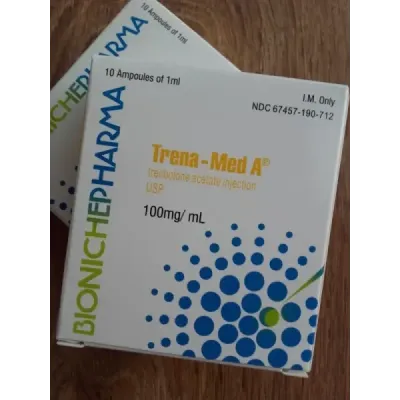 10 Ampoules of 1ml
BIONICHEPHARMA
10 Ampoules of 1ml
I.M. Only
NDC 67457-190-712
Trena-Med A®
trenbolone acetate injection
USP
100mg/mL
BIONICHEPHARMA